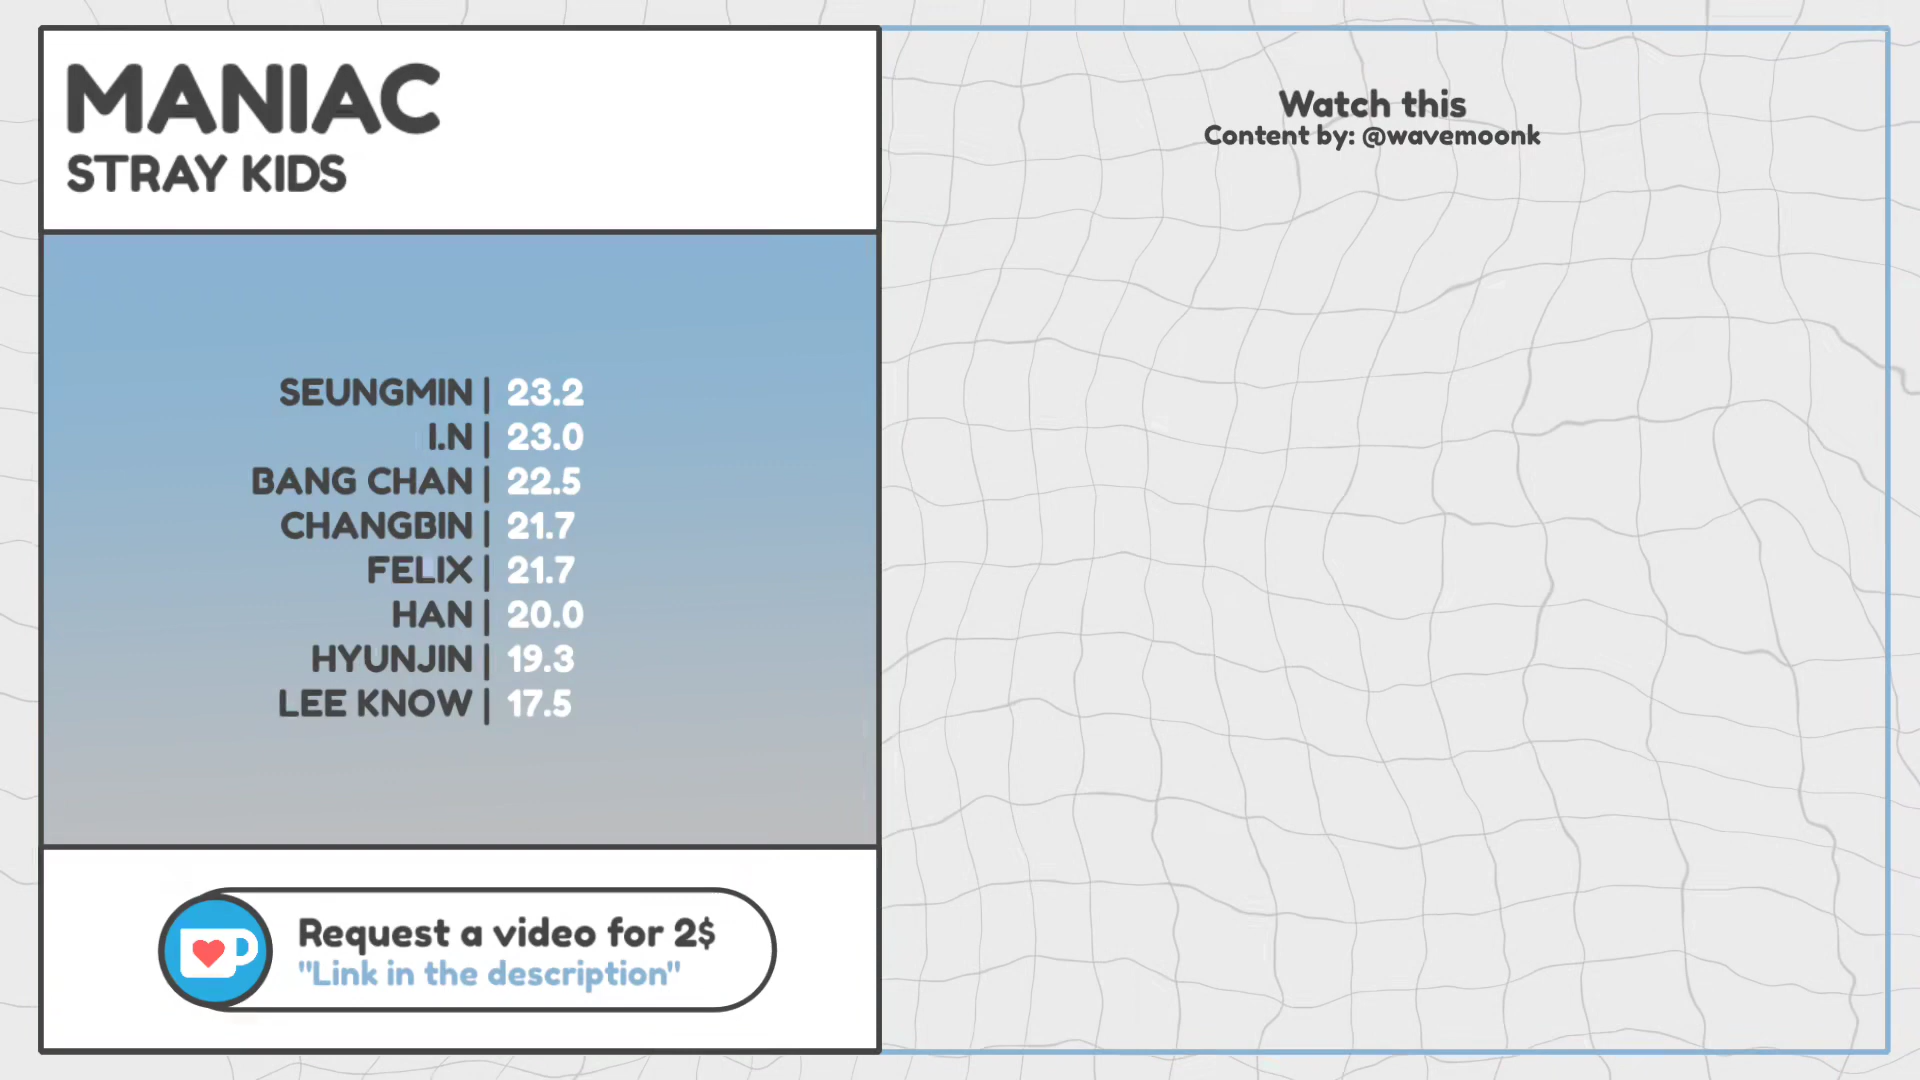 MANIAC
STRAY KIDS
SEUNGMIN | 23.2
I.N | 23.0
BANG CHAN | 22.5
CHANGBIN | 21.7
FELIX | 21.7
HAN | 20.0
HYUNJIN | 19.3
LEE KNOW | 17.5
Request a video for 2$
"Link in the description"
Watch this
Content by: @wavemoonk